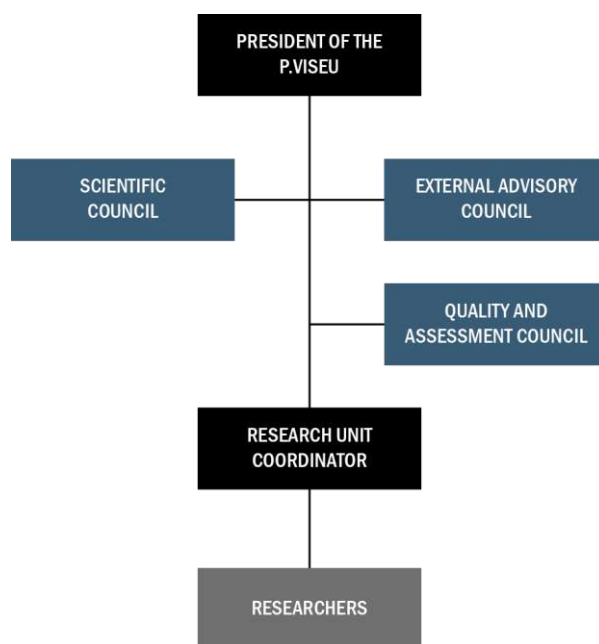 PRESIDENT OF THE
P.VISEU
SCIENTIFIC
COUNCIL
EXTERNAL ADVISORY
COUNCIL
QUALITY AND
ASSESSMENT COUNCIL
RESEARCH UNIT
COORDINATOR
RESEARCHERS